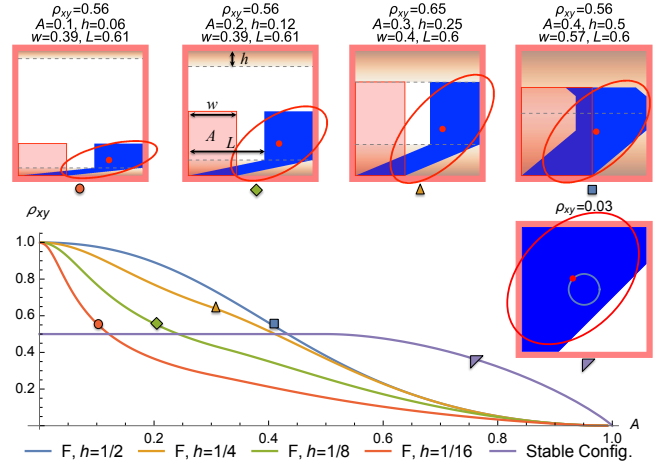 ρxy=0.56
A=0.1, h=0.06
w=0.39, L=0.61
ρxy=0.56
A=0.2, h=0.12
w=0.39, L=0.61
ρxy=0.65
A=0.3, h=0.25
w=0.4, L=0.6
ρxy=0.56
A=0.4, h=0.5
w=0.57, L=0.6
h
w
A
L
ρxy=0.03
ρxy
1.0
0.8
0.6
0.4
0.2
0.2
0.4
0.6
0.8
1.0
A
F, h=1/2
F, h=1/4
F, h=1/8
F, h=1/16
Stable Config.